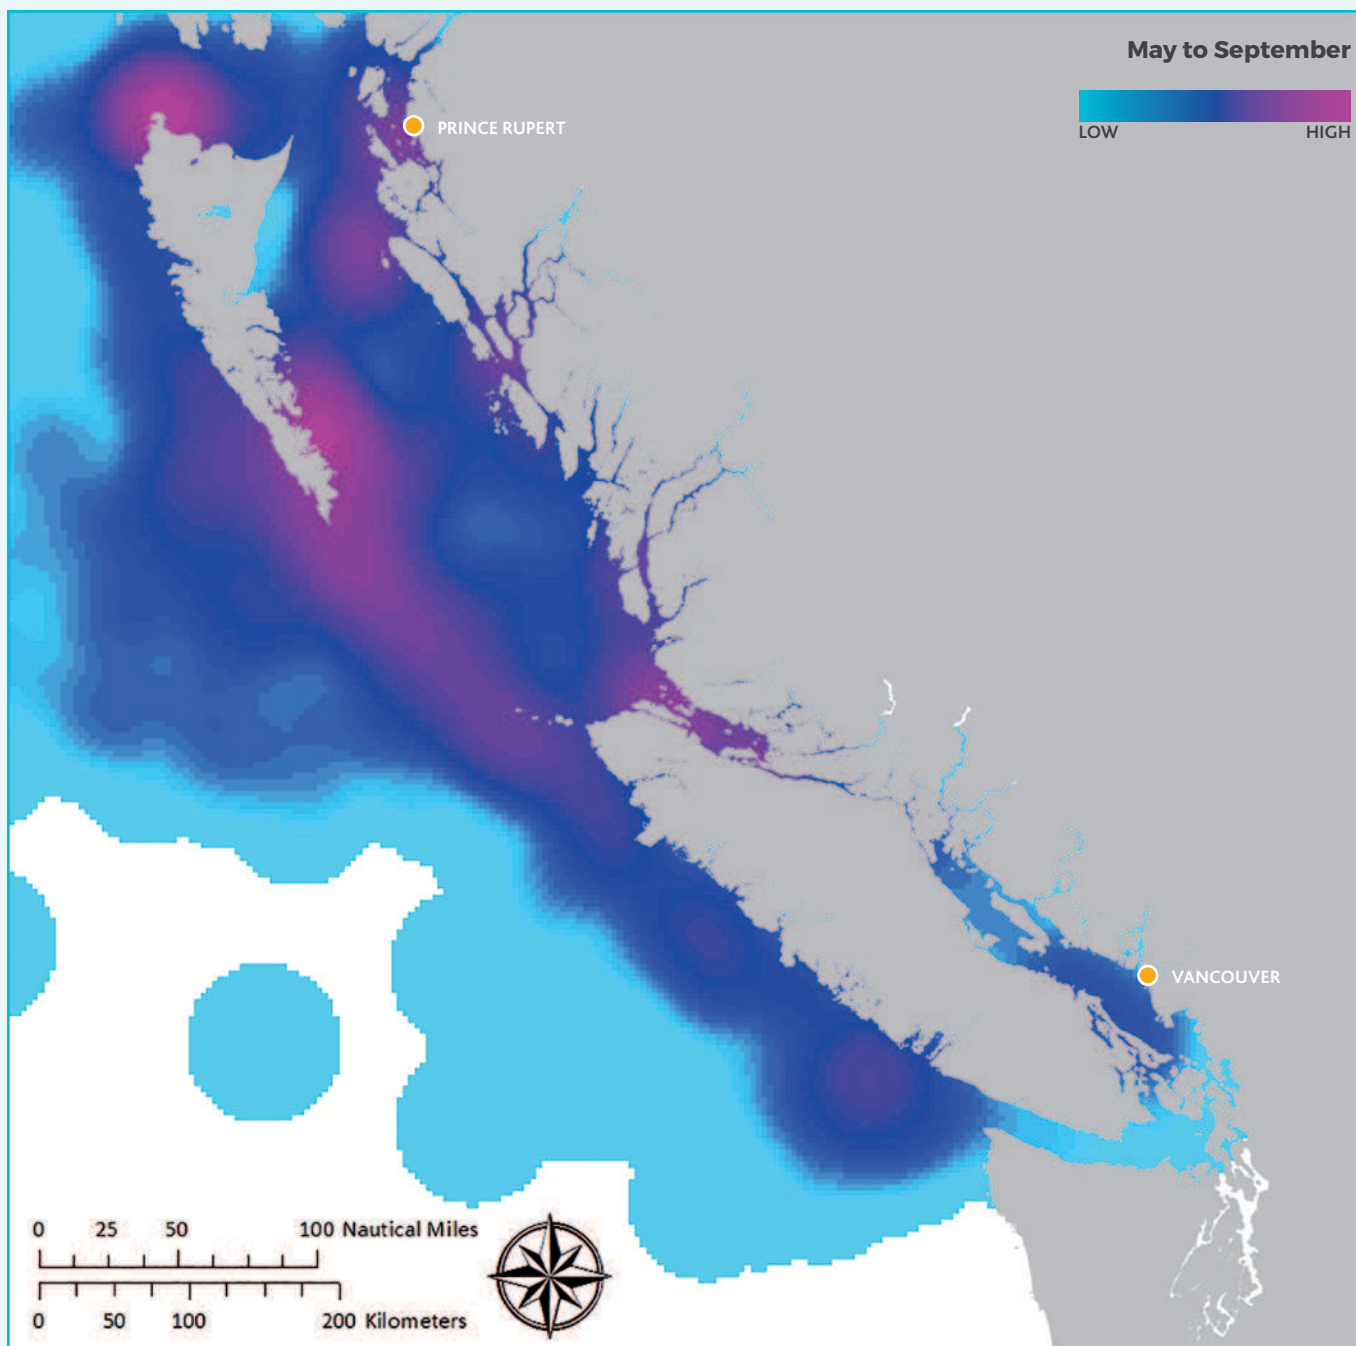 May to September
LOW HIGH
PRINCE RUPERT
VANCOUVER
0 25 50 100 Nautical Miles
0 50 100 200 Kilometers